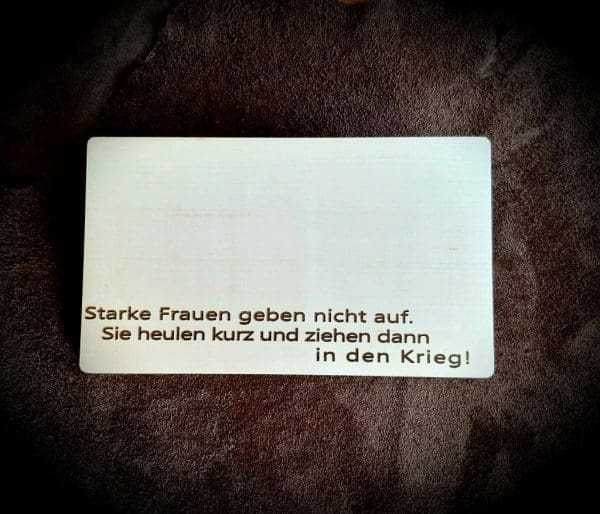 Starke Frauen geben nicht auf.
Sie heulen kurz und ziehen dann
in den Krieg!